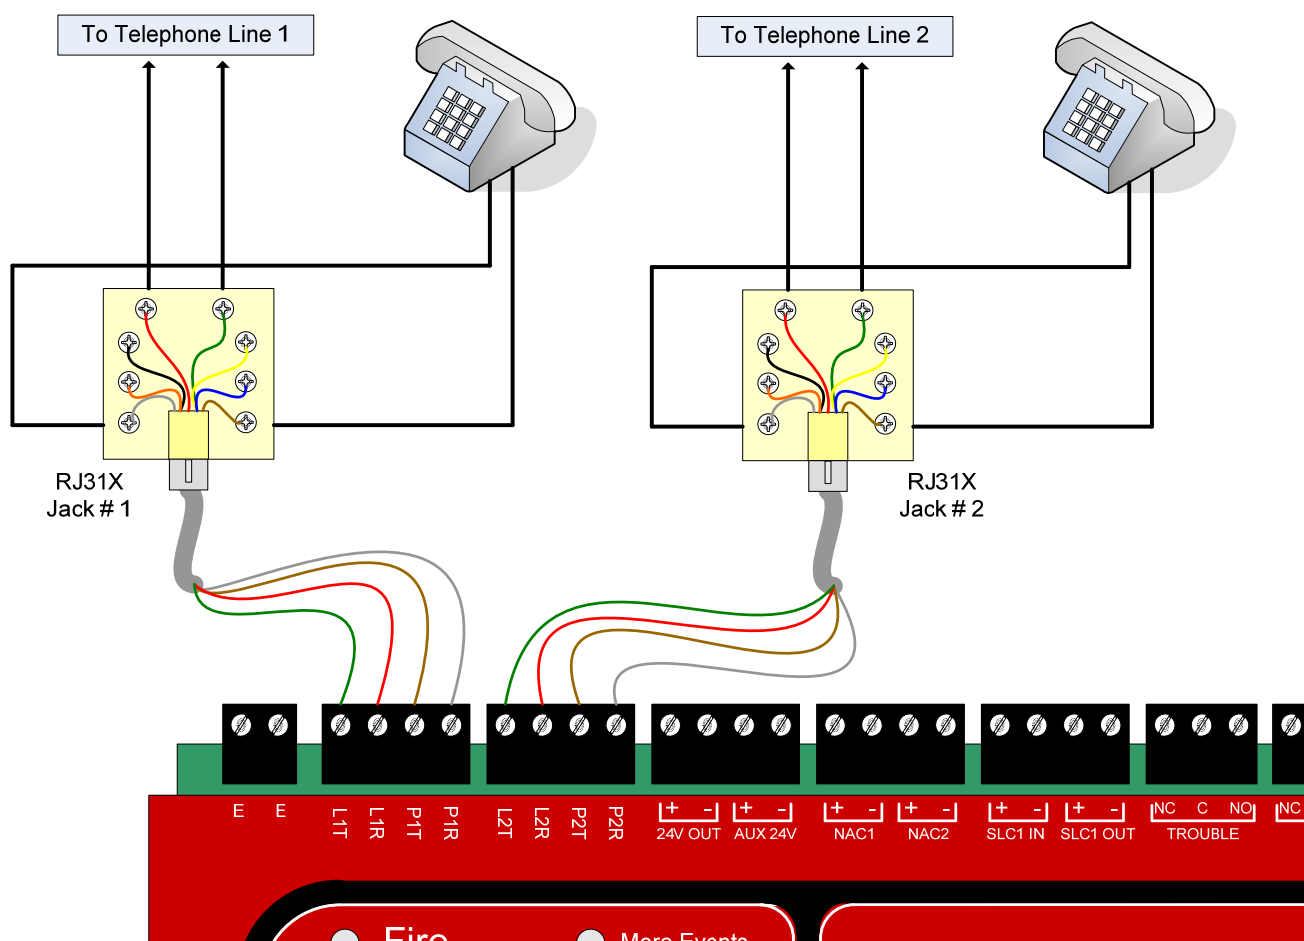 To Telephone Line 1
To Telephone Line 2
RJ31X
Jack # 1
RJ31X
Jack # 2
E E L1T L1R P1T P1R L2T L2R P2T P2R + - + - + - + - + - + - NC C NO NC
24V OUT AUX 24V NAC1 NAC2 SLC1 IN SLC1 OUT TROUBLE
Fire More Events